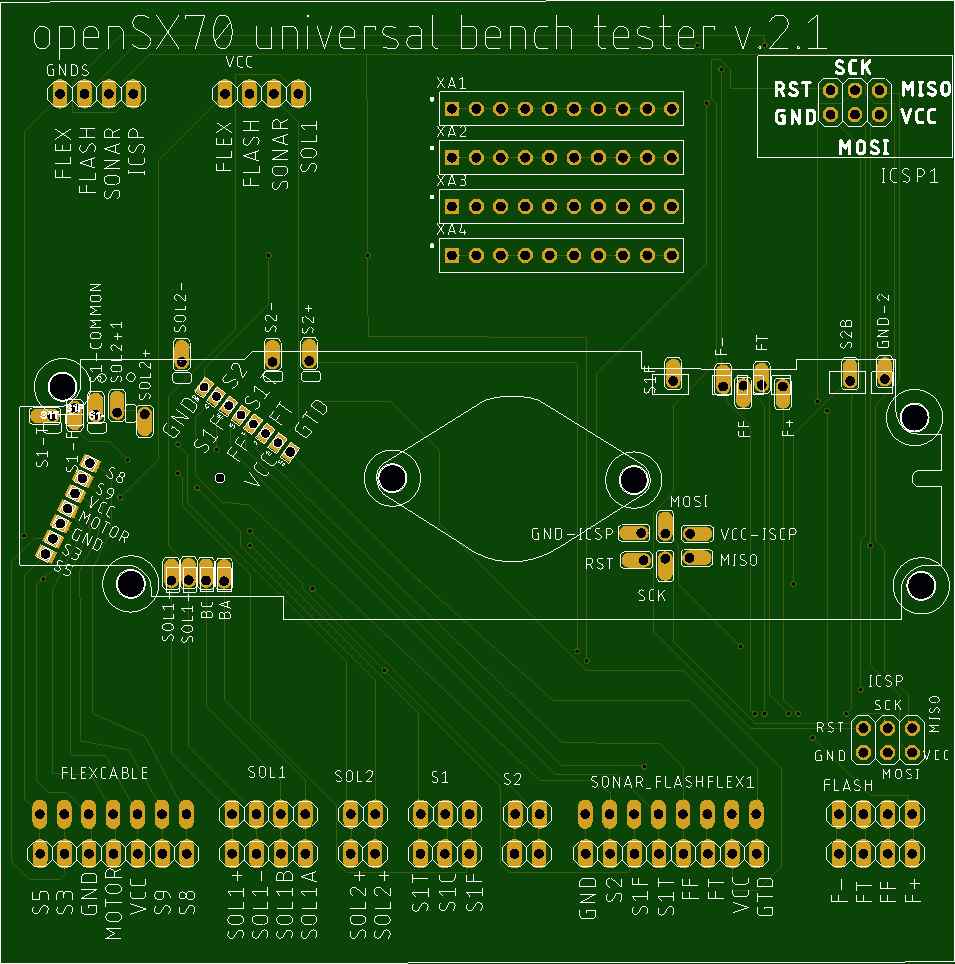 openSX70 universal bench tester v.2.1
GNDS
FLEX
FLASH
SONAR
ICSP
VCC
FLEX
FLASH
SONAR
SOL1
XA1
XA2
XA3
XA4
SCK
RST
MISO
GND
VCC
MOSI
ICSP1
S1-COMMON
SOL2+1
SOL2+
SOL2-
S2-
S2+
S1T
S1F
S1-
S1-F
GND
S2
S1F
S1T
FF
FT
VCC
GTD
S8
S9
VCC
MOTOR
GND
S3
S5
S1F
F-
FF
FT
F+
S2B
GND-2
GND-ICSP
MOSI
VCC-ISCP
RST
MISO
SCK
SOL1-
BC
BA
ICSP
SCK
RST
MISO
GND
VCC
MOSI
FLEXCABLE
SOL1
SOL2
S1
S2
SONAR_FLASHFLEX1
FLASH
S5
S3
GND
MOTOR
VCC
S9
S8
SOL1+
SOL1-
SOL1B
SOL1A
SOL2+
SOL2+
S1T
S1C
S1F
GND
S2
S1F
S1T
FF
FT
VCC
GTD
F-
FT
FF
F+